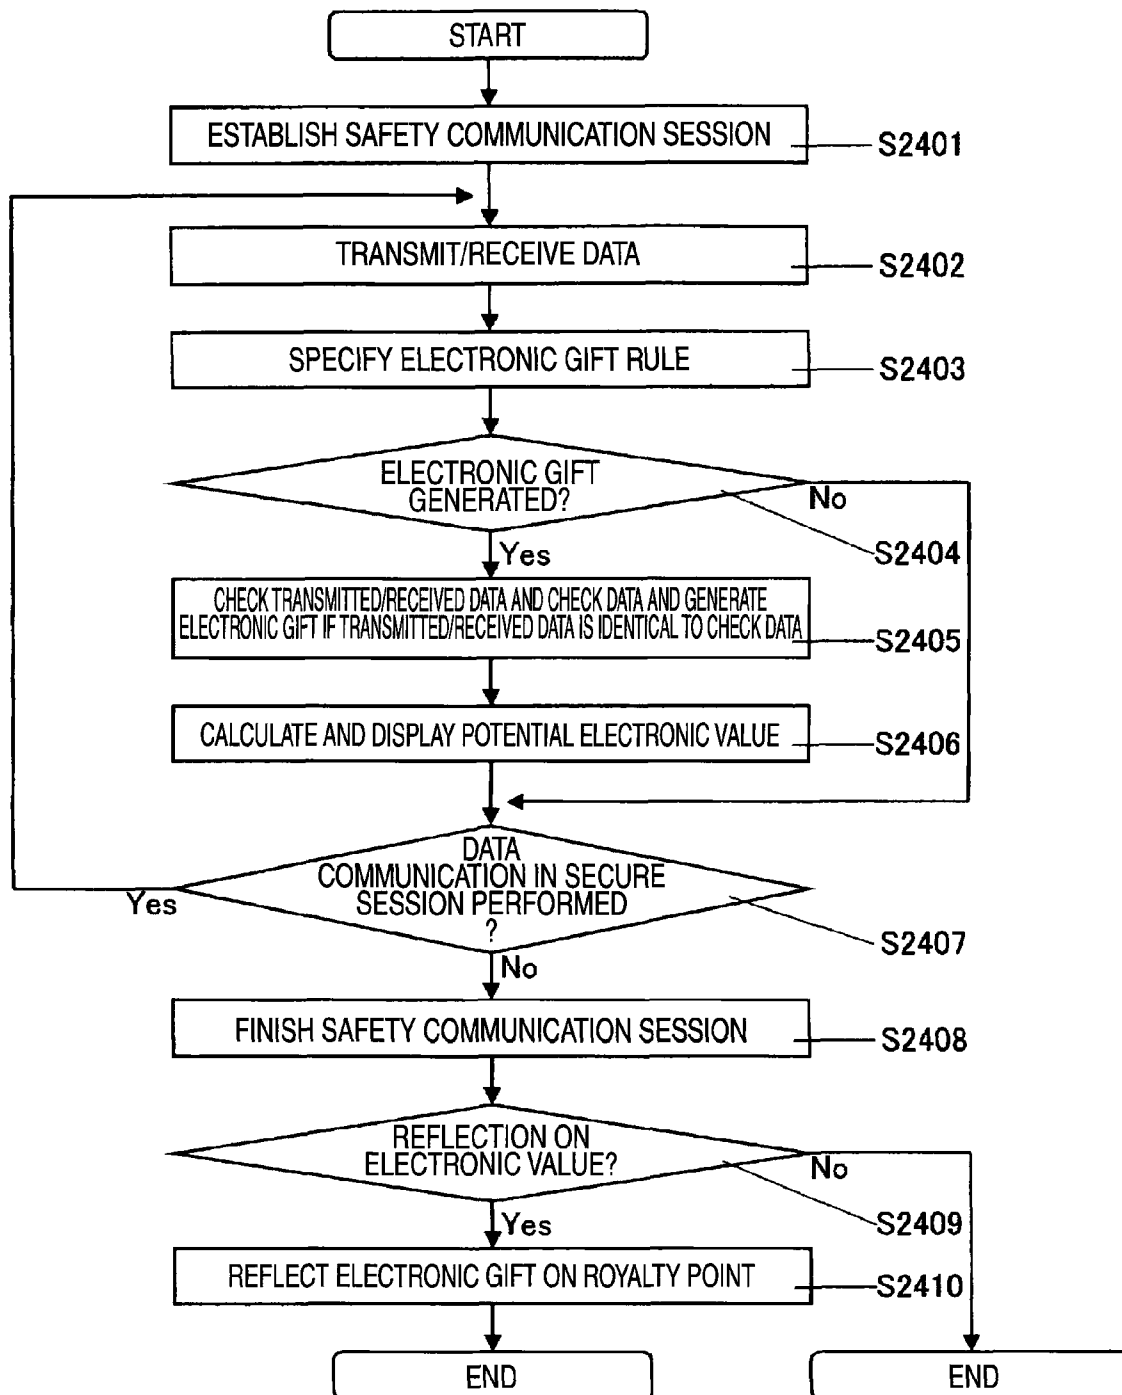 START
ESTABLISH SAFETY COMMUNICATION SESSION
S2401
TRANSMIT/RECEIVE DATA
S2402
SPECIFY ELECTRONIC GIFT RULE
S2403
ELECTRONIC GIFT
GENERATED?
No
S2404
Yes
CHECK TRANSMITTED/RECEIVED DATA AND CHECK DATA AND GENERATE
ELECTRONIC GIFT IF TRANSMITTED/RECEIVED DATA IS IDENTICAL TO CHECK DATA
S2405
CALCULATE AND DISPLAY POTENTIAL ELECTRONIC VALUE
S2406
DATA
COMMUNICATION IN SECURE
SESSION PERFORMED
?
Yes
S2407
No
FINISH SAFETY COMMUNICATION SESSION
S2408
REFLECTION ON
ELECTRONIC VALUE?
No
S2409
Yes
REFLECT ELECTRONIC GIFT ON ROYALTY POINT
S2410
END
END